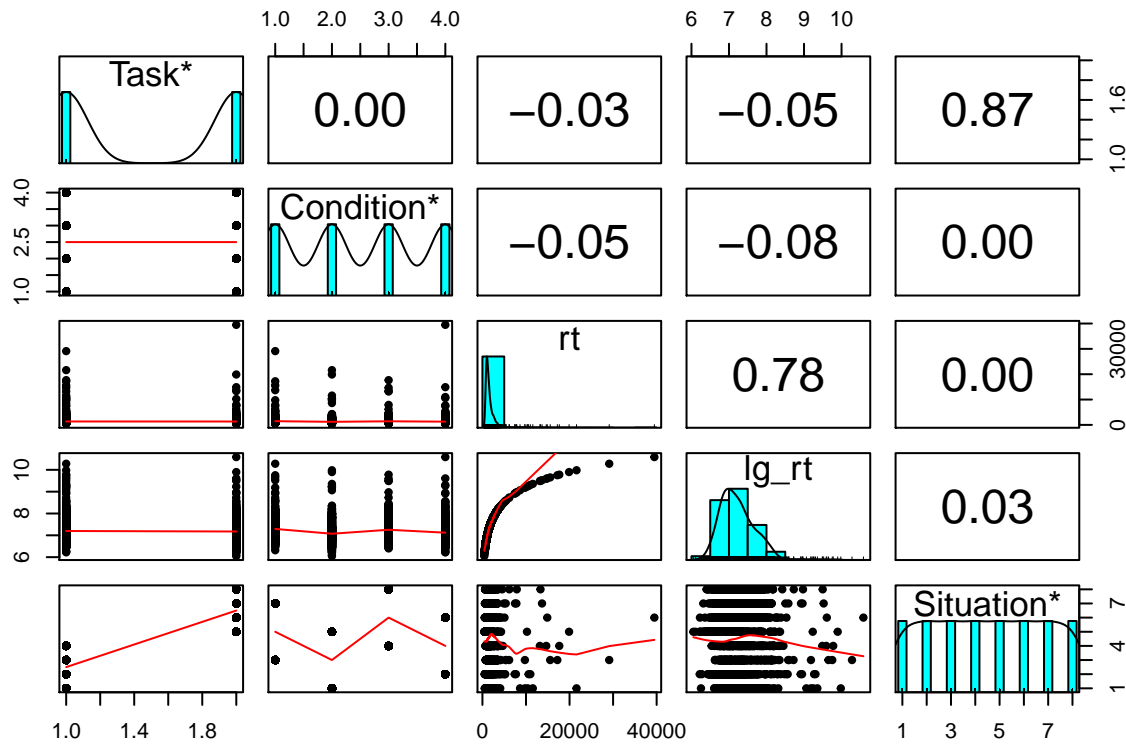 1.0 2.0 3.0 4.0 6 7 8 9 10
Task* 0.00 −0.03 −0.05 0.87 1.0 1.6
1.0 2.5 4.0 Condition* −0.05 −0.08 0.00
rt 0.78 0.00 0 30000
6 8 10 lg_rt 0.03
Situation* 1 4 7
1.0 1.4 1.8 0 20000 40000 1 3 5 7